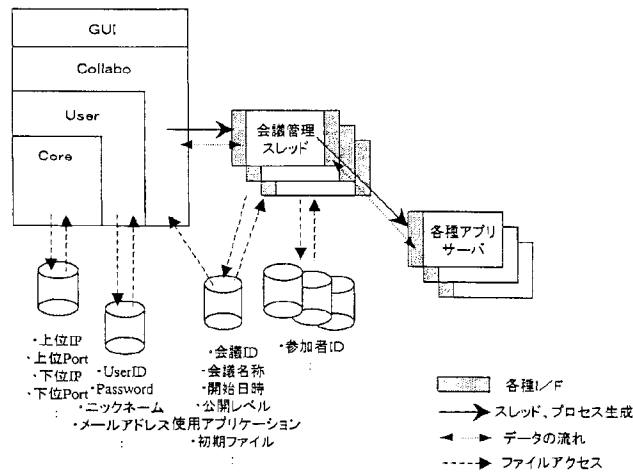 GUI
Collabo
User
Core
会議管理
スレッド
各種アプリ
サーバ
・上位IP
・上位Port
・下位IP
・下位Port
:
・UserID
・Password
・ニックネーム
・メールアドレス
:
・会議ID
・会議名称
・開始日時
・公開レベル
使用アプリケーション
・初期ファイル
:
・参加者ID
各種I/F
スレッド、プロセス生成
データの流れ
ファイルアクセス